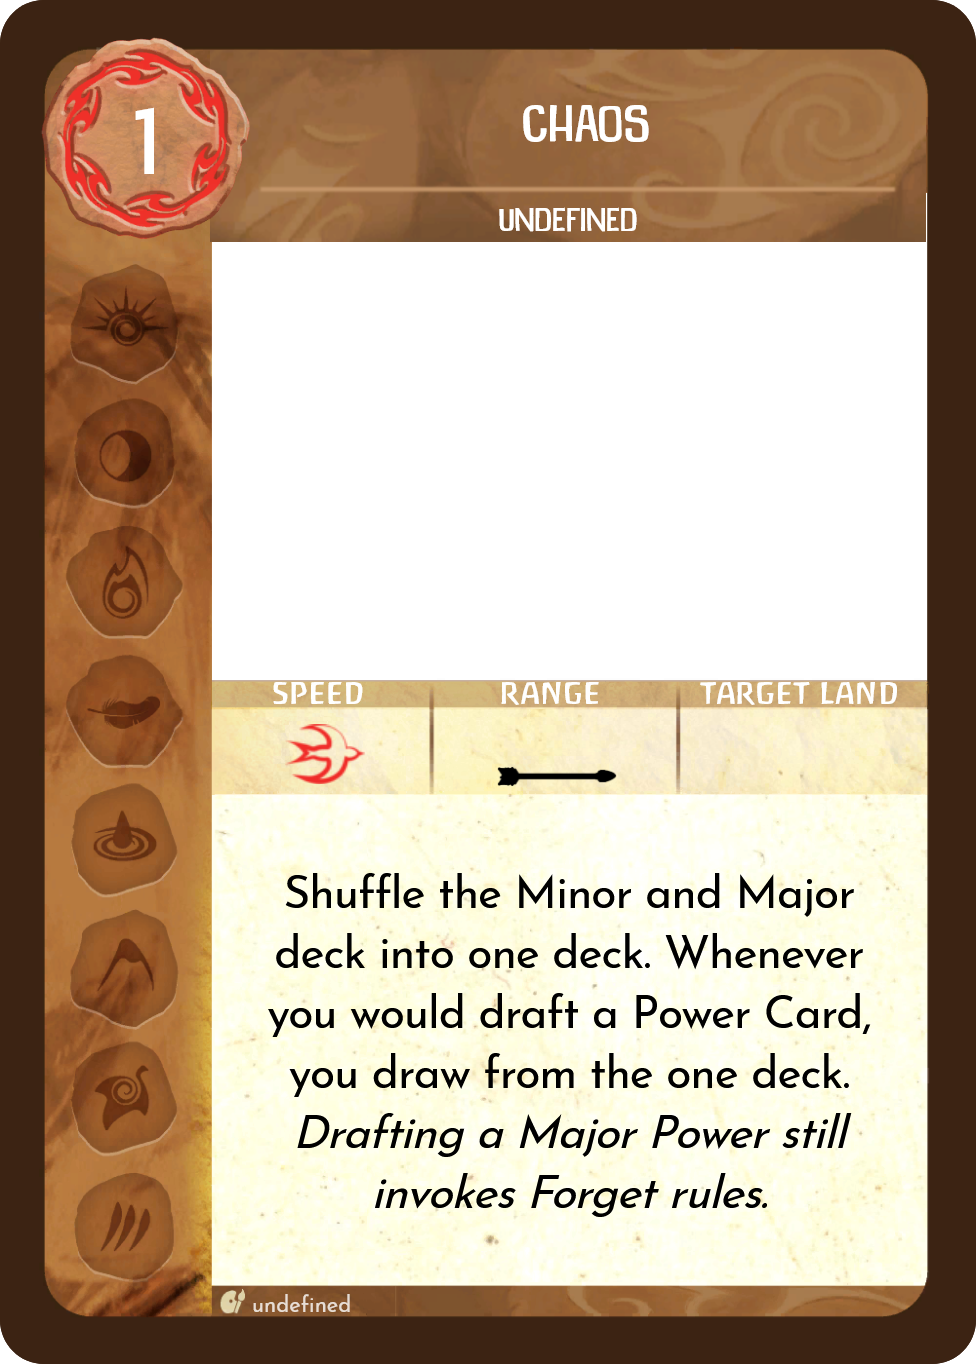 1
CHAOS
UNDEFINED
SPEED
RANGE
TARGET LAND
Shuffle the Minor and Major
deck into one deck. Whenever
you would draft a Power Card,
you draw from the one deck.
Drafting a Major Power still
invokes Forget rules.
undefined